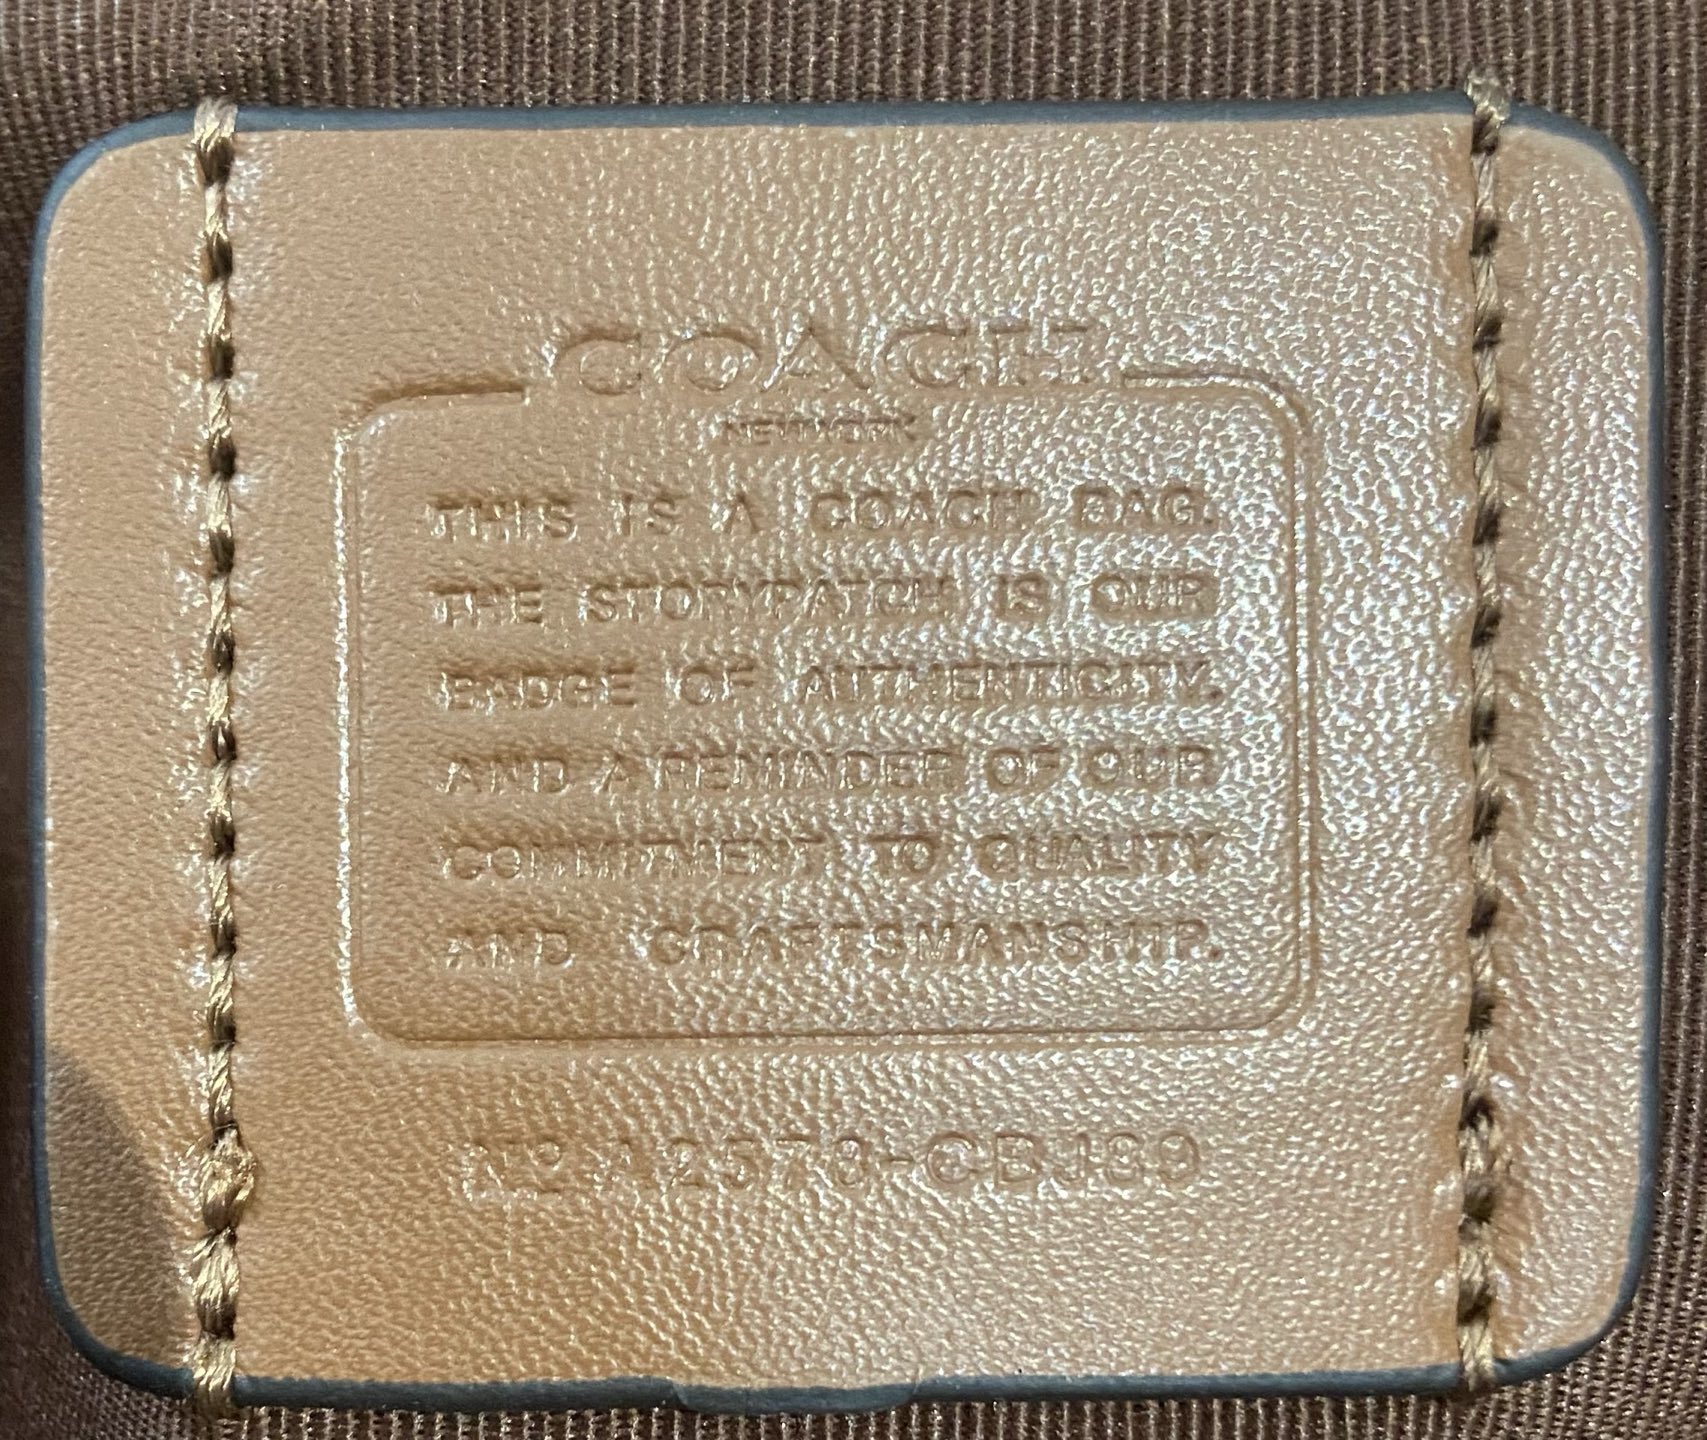 COACH
NEW YORK
THIS IS A COACH BAG.
THE STORYPATCH IS OUR
BADGE OF AUTHENTICITY,
AND A REMINDER OF OUR
COMMITMENT TO QUALITY
AND CRAFTSMANSHIP.
Nº A2578-CBJ89